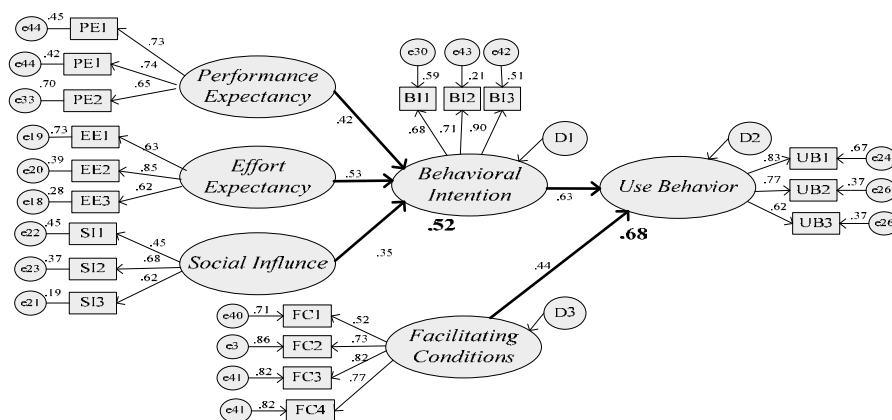 e44 .45 PE1
.73
e44 .42 PE1
.74
e33 .70 PE2
.65
Performance
Expectancy
.42
e19 .73 EE1
.63
e20 .39 EE2
.85
e18 .28 EE3
.62
Effort
Expectancy
.53
e22 .45 SI1
.45
e23 .37 SI2
.68
e21 .19 SI3
.62
Social Influnce
.35
e30 e43 e42
.59 .21 .51
BI1 BI2 BI3
.68 .71 .90
D1
Behavioral
Intention
.52
.63
D2
Use Behavior
.68
.83 UB1 .67 e24
.77 UB2 .37 e26
.62 UB3 .37 e26
.44
e40 .71 FC1
.52
e3 .86 FC2
.73
e41 .82 FC3
.82
e41 .82 FC4
.77
Facilitating
Conditions
D3